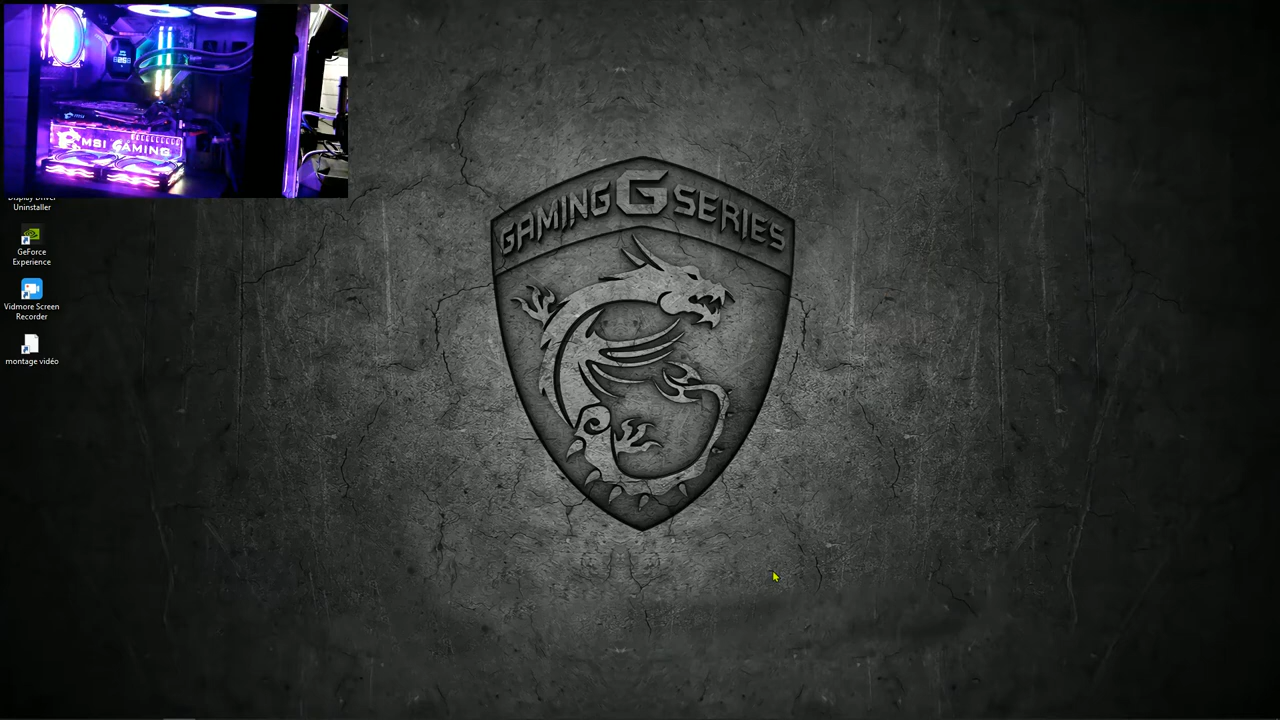 MSI GAMING
Display Driver
Uninstaller
GeForce
Experience
Vidmore Screen
Recorder
montage vidéo
GAMING G SERIES